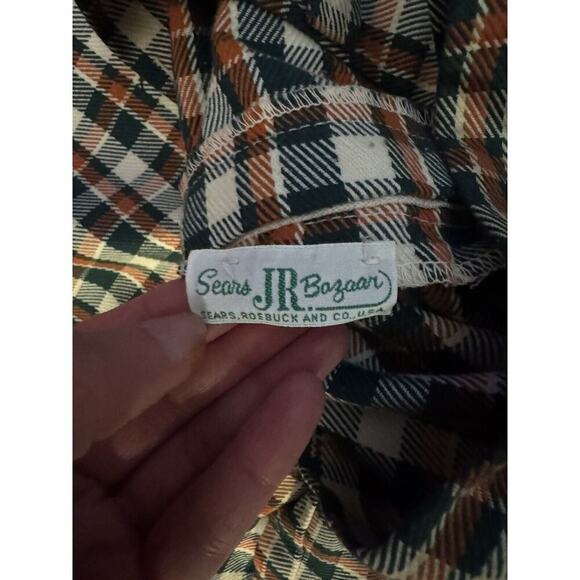 Sears JR. Bazaar
SEARS, ROEBUCK AND CO., U.S.A.